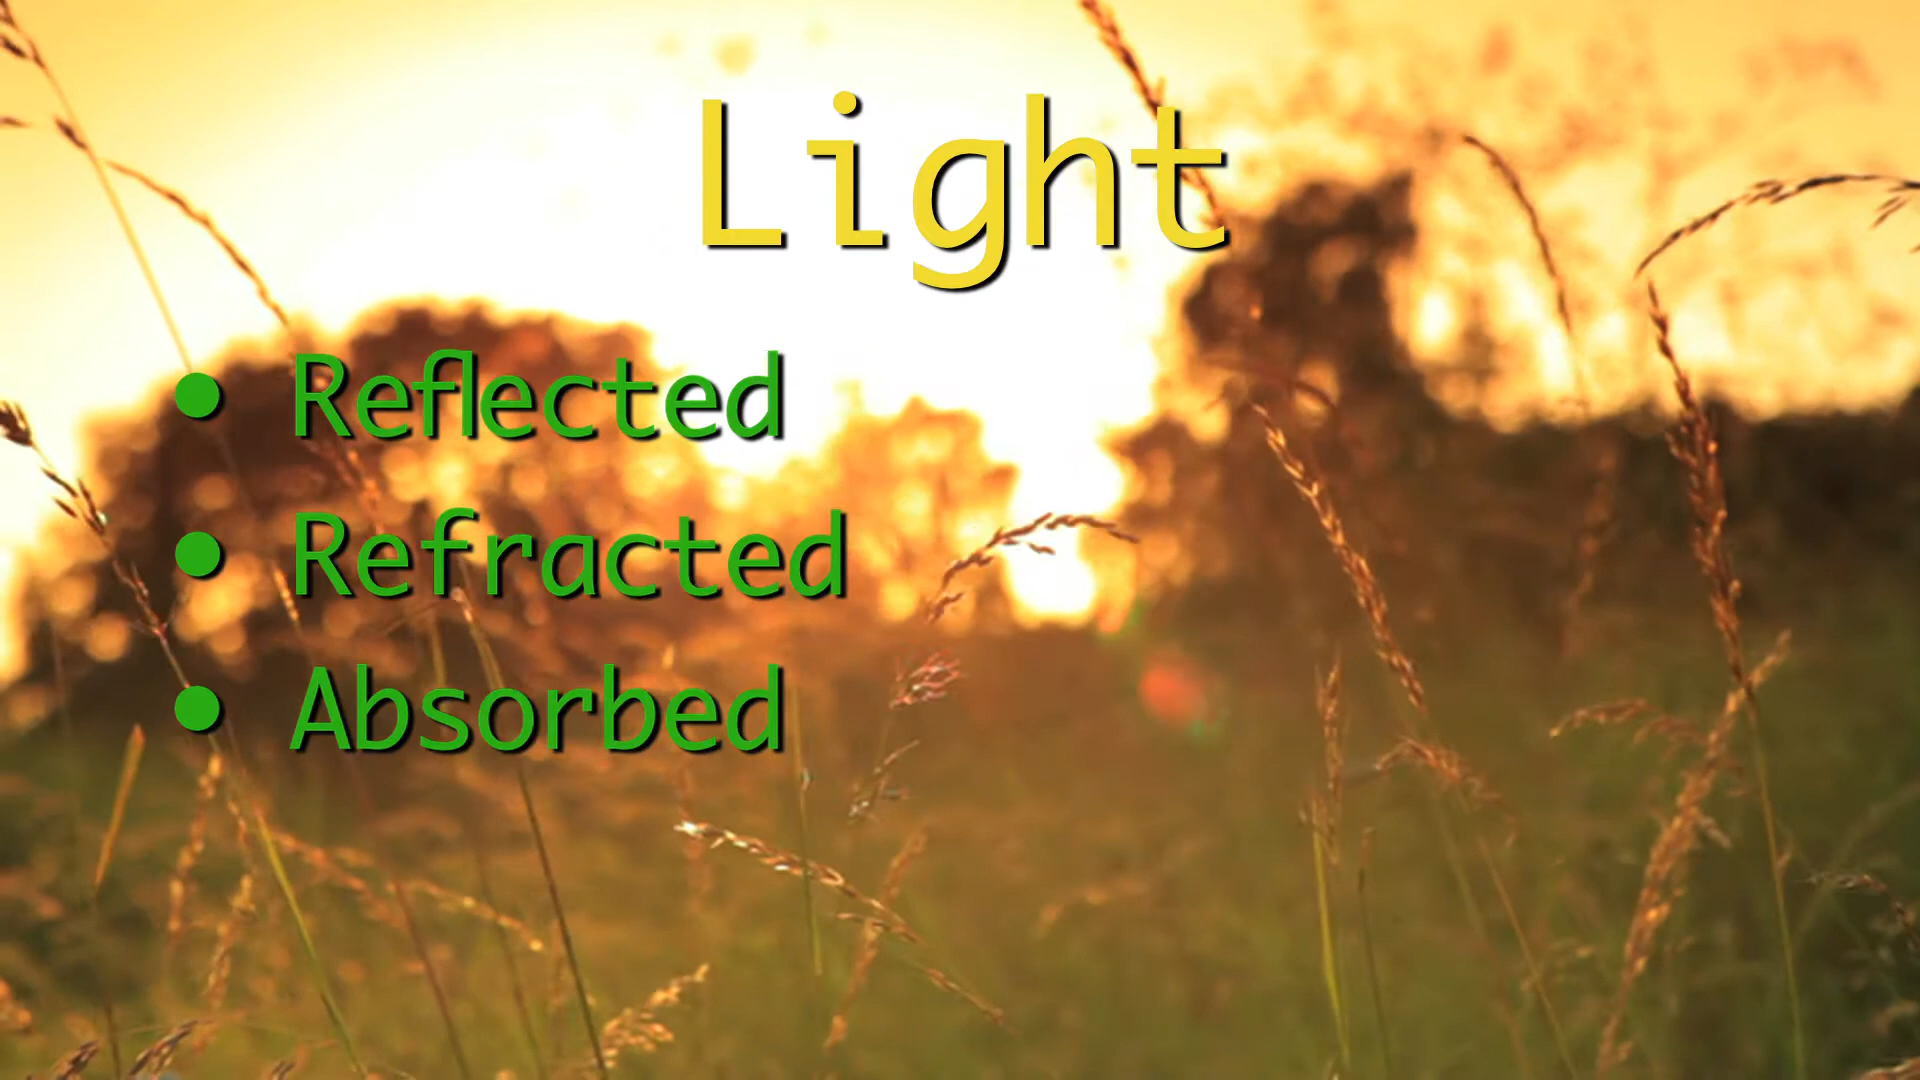 Light
• Reflected
• Refracted
• Absorbed